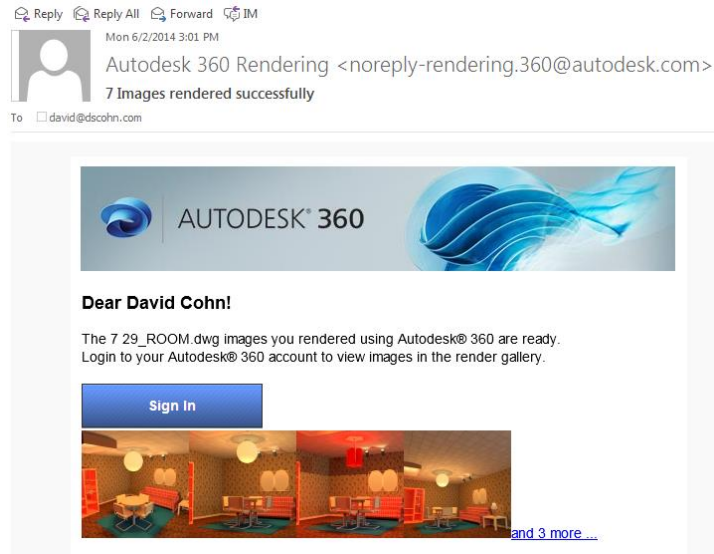 Reply Reply All Forward IM
Mon 6/2/2014 3:01 PM
Autodesk 360 Rendering <noreply-rendering.360@autodesk.com>
7 Images rendered successfully
To david@dscohn.com
AUTODESK® 360
Dear David Cohn!
The 7 29_ROOM.dwg images you rendered using Autodesk® 360 are ready.
Login to your Autodesk® 360 account to view images in the render gallery.
Sign In
and 3 more ...